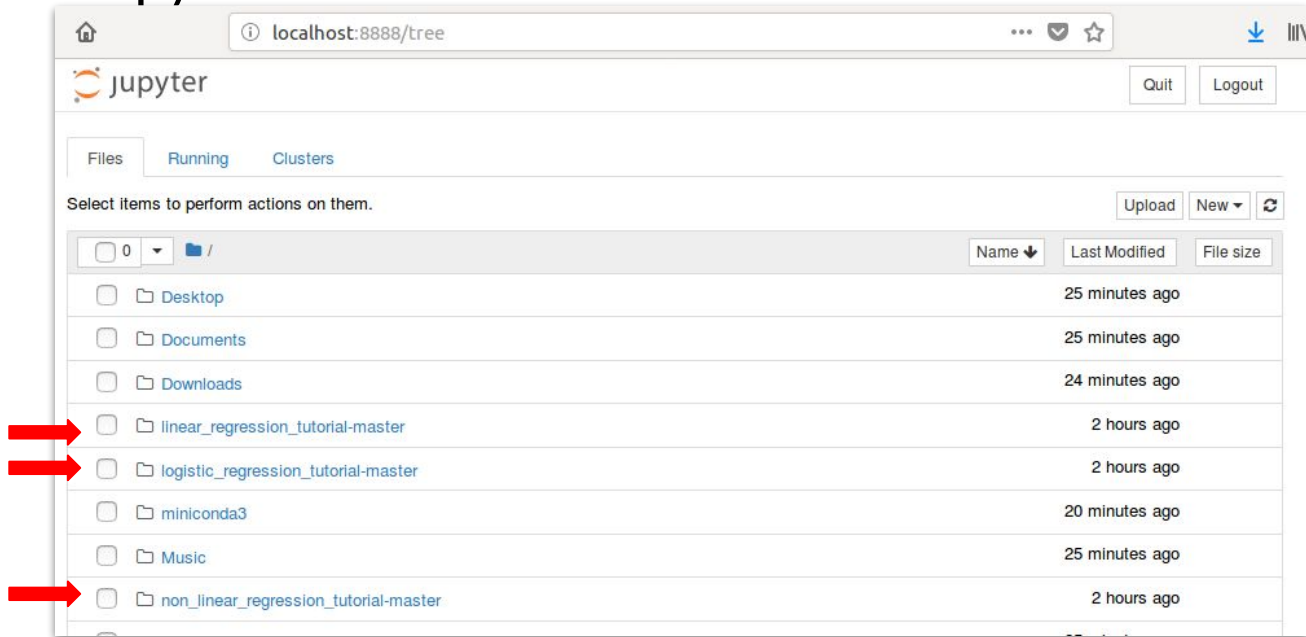 localhost:8888/tree
jupyter
Quit
Logout
Files
Running
Clusters
Select items to perform actions on them.
Upload
New
0
/
Name
Last Modified
File size
Desktop
25 minutes ago
Documents
25 minutes ago
Downloads
24 minutes ago
linear_regression_tutorial-master
2 hours ago
logistic_regression_tutorial-master
2 hours ago
miniconda3
20 minutes ago
Music
25 minutes ago
non_linear_regression_tutorial-master
2 hours ago